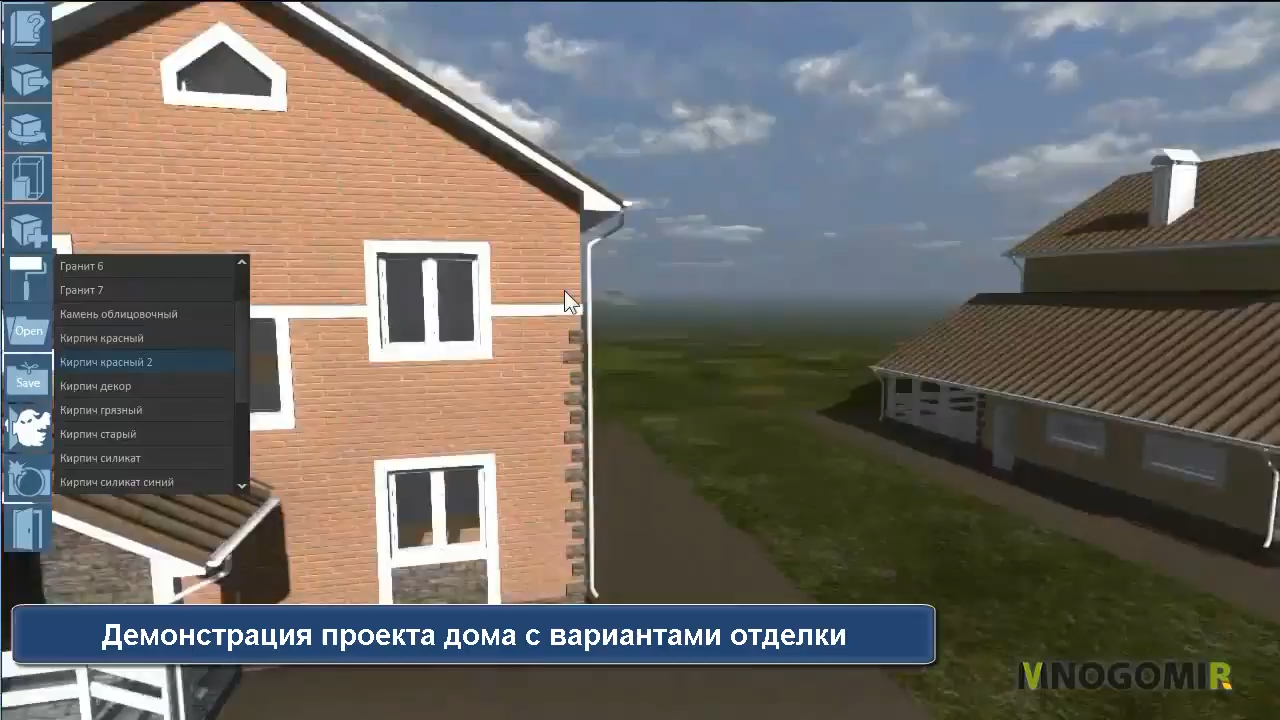 Гранит 6
Гранит 7
Камень облицовочный
Кирпич красный
Open
Кирпич красный 2
Save
Кирпич декор
Кирпич грязный
Кирпич старый
Кирпич силикат
Кирпич силикат синий
Демонстрация проекта дома с вариантами отделки
MNOGOMIR